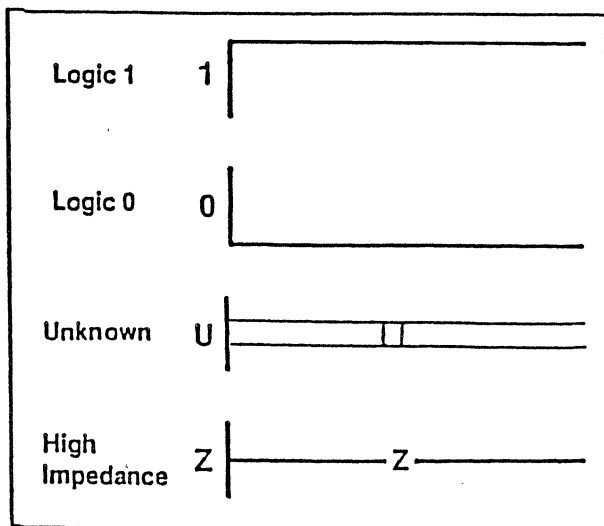 Logic 1 1
Logic 0 0
Unknown U
High
Impedance Z Z